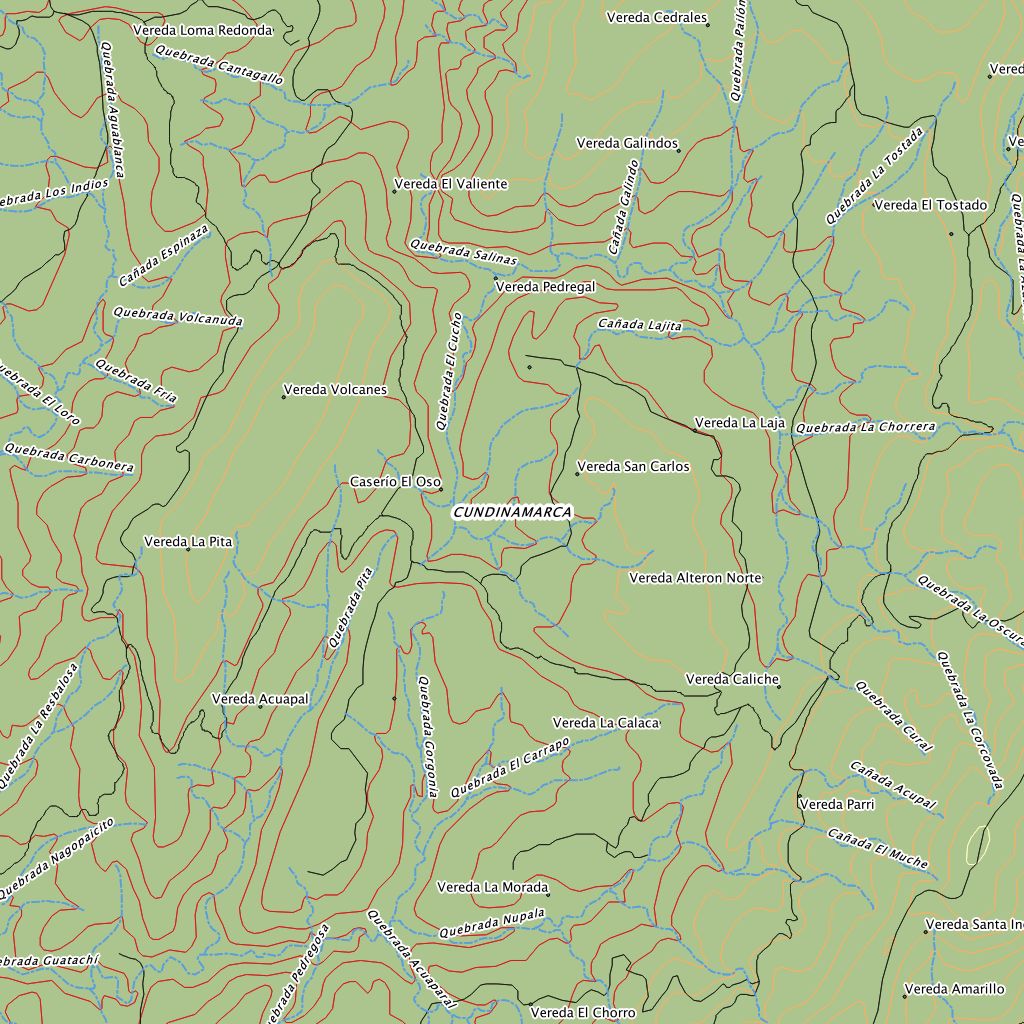 Vereda Cedrales
Vereda Loma Redonda
Quebrada Cantagallo
Quebrada Pailón
Quebrada Aguablanca
Vereda Galindos
Quebrada La Tostada
Vereda El Valiente
Quebrada Los Indios
Cañada Galindo
Vereda El Tostado
Cañada Espinaza
Quebrada Salinas
Vereda Pedregal
Quebrada Volcanuda
Cañada Lajita
Quebrada El Cucho
Quebrada Fria
Quebrada El Loro
Vereda Volcanes
Vereda La Laja
Quebrada La Chorrera
Quebrada Carbonera
Vereda San Carlos
Caserío El Oso
CUNDINAMARCA
Vereda La Pita
Vereda Alteron Norte
Quebrada Pita
Quebrada La Oscura
Quebrada La Resbalosa
Vereda Caliche
Quebrada La Corcovada
Vereda Acuapal
Quebrada Gorgonia
Quebrada Cural
Vereda La Calaca
Quebrada El Carrapo
Cañada Acupal
Vereda Parri
Cañada El Muche
Quebrada Nagopaicito
Vereda La Morada
Quebrada Nupala
Vereda Santa
Quebrada Guatachí
Quebrada Pedregosa
Quebrada Acuaparal
Vereda Amarillo
Vereda El Chorro